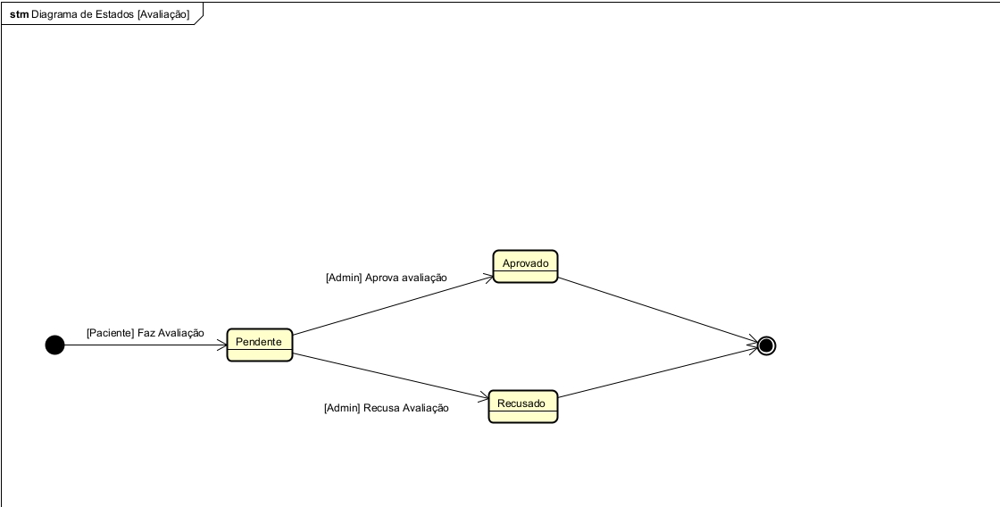 stm Diagrama de Estados [Avaliação]
Aprovado
[Admin] Aprova avaliação
[Paciente] Faz Avaliação
Pendente
Recusado
[Admin] Recusa Avaliação